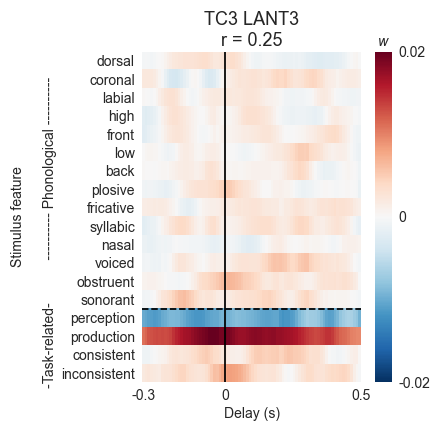 TC3 LANT3
r = 0.25
w
dorsal
coronal
labial
high
front
low
back
plosive
fricative
syllabic
nasal
voiced
obstruent
sonorant
perception
production
consistent
inconsistent
Stimulus feature
----------- Phonological -----------
-Task-related-
-0.3
0
0.5
Delay (s)
0.02
0
-0.02